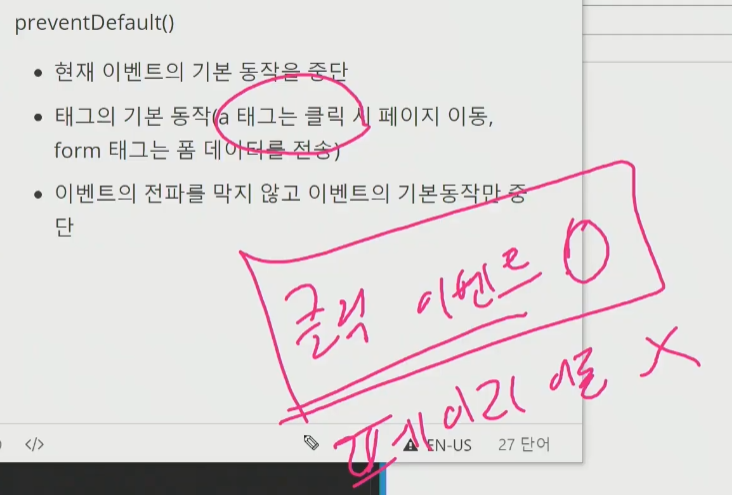 preventDefault()
현재 이벤트의 기본 동작을 중단
태그의 기본 동작(a 태그는 클릭 시 페이지 이동,
form 태그는 폼 데이터를 전송)
이벤트의 전파를 막지 않고 이벤트의 기본동작만 중
단
클릭 이벤트 O
페이지 이동 X
</> EN-US 27 단어